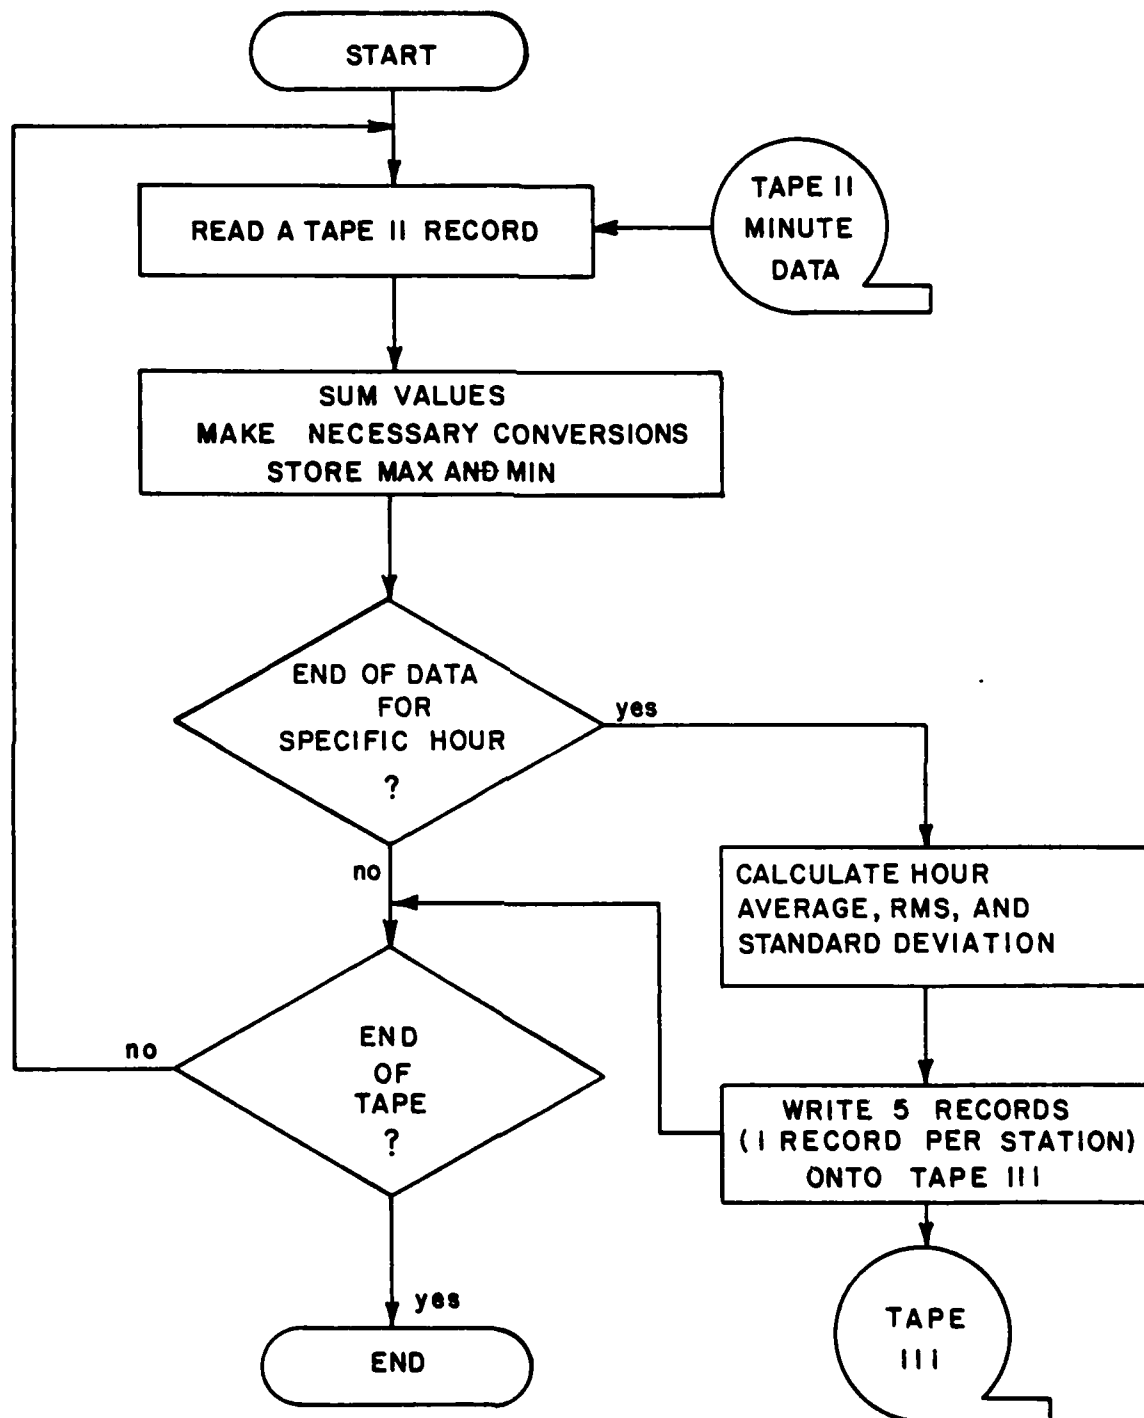 START
READ A TAPE II RECORD
TAPE II
MINUTE
DATA
SUM VALUES
MAKE NECESSARY CONVERSIONS
STORE MAX AND MIN
END OF DATA
FOR
SPECIFIC HOUR
?
yes
no
CALCULATE HOUR
AVERAGE, RMS, AND
STANDARD DEVIATION
END
OF
TAPE
?
no
WRITE 5 RECORDS
(I RECORD PER STATION)
ONTO TAPE III
yes
END
TAPE
III